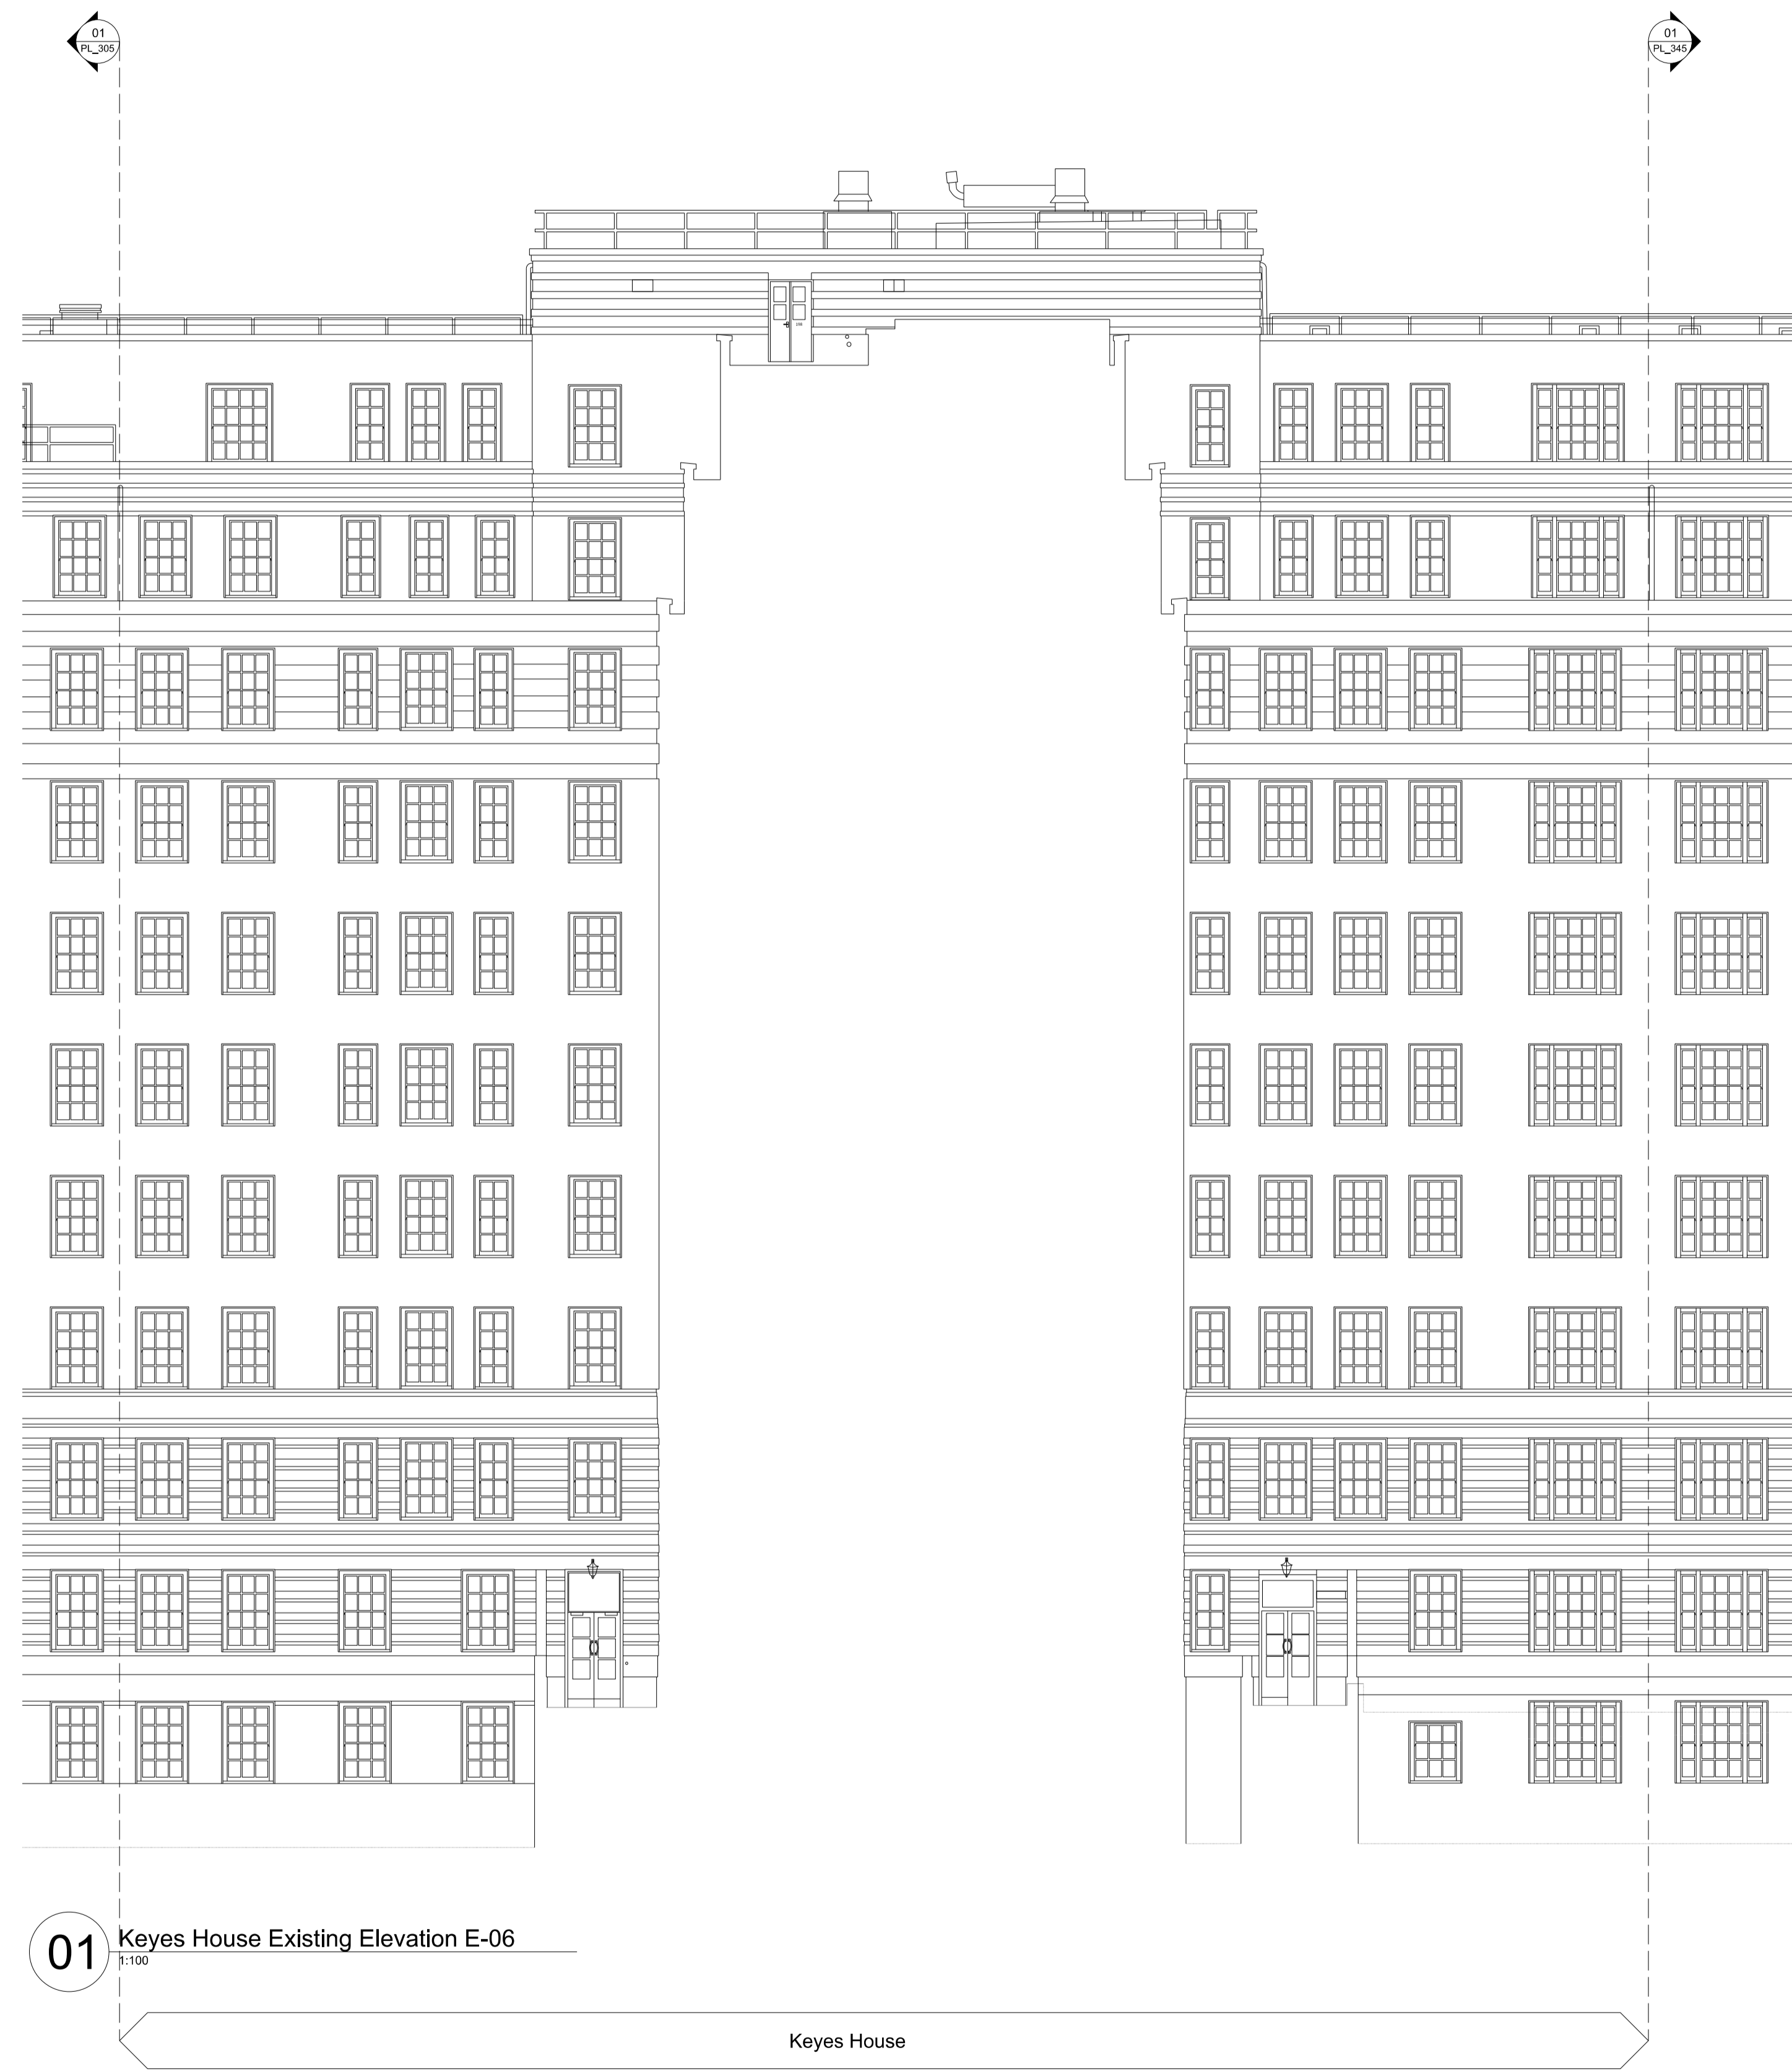 01
PL_305
01
PL_345
01
Keyes House Existing Elevation E-06
1:100
Keyes House